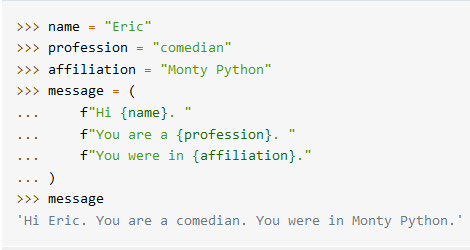 >>> name = "Eric"
>>> profession = "comedian"
>>> affiliation = "Monty Python"
>>> message = (
...     f"Hi {name}. "
...     f"You are a {profession}. "
...     f"You were in {affiliation}."
... )
>>> message
'Hi Eric. You are a comedian. You were in Monty Python.'